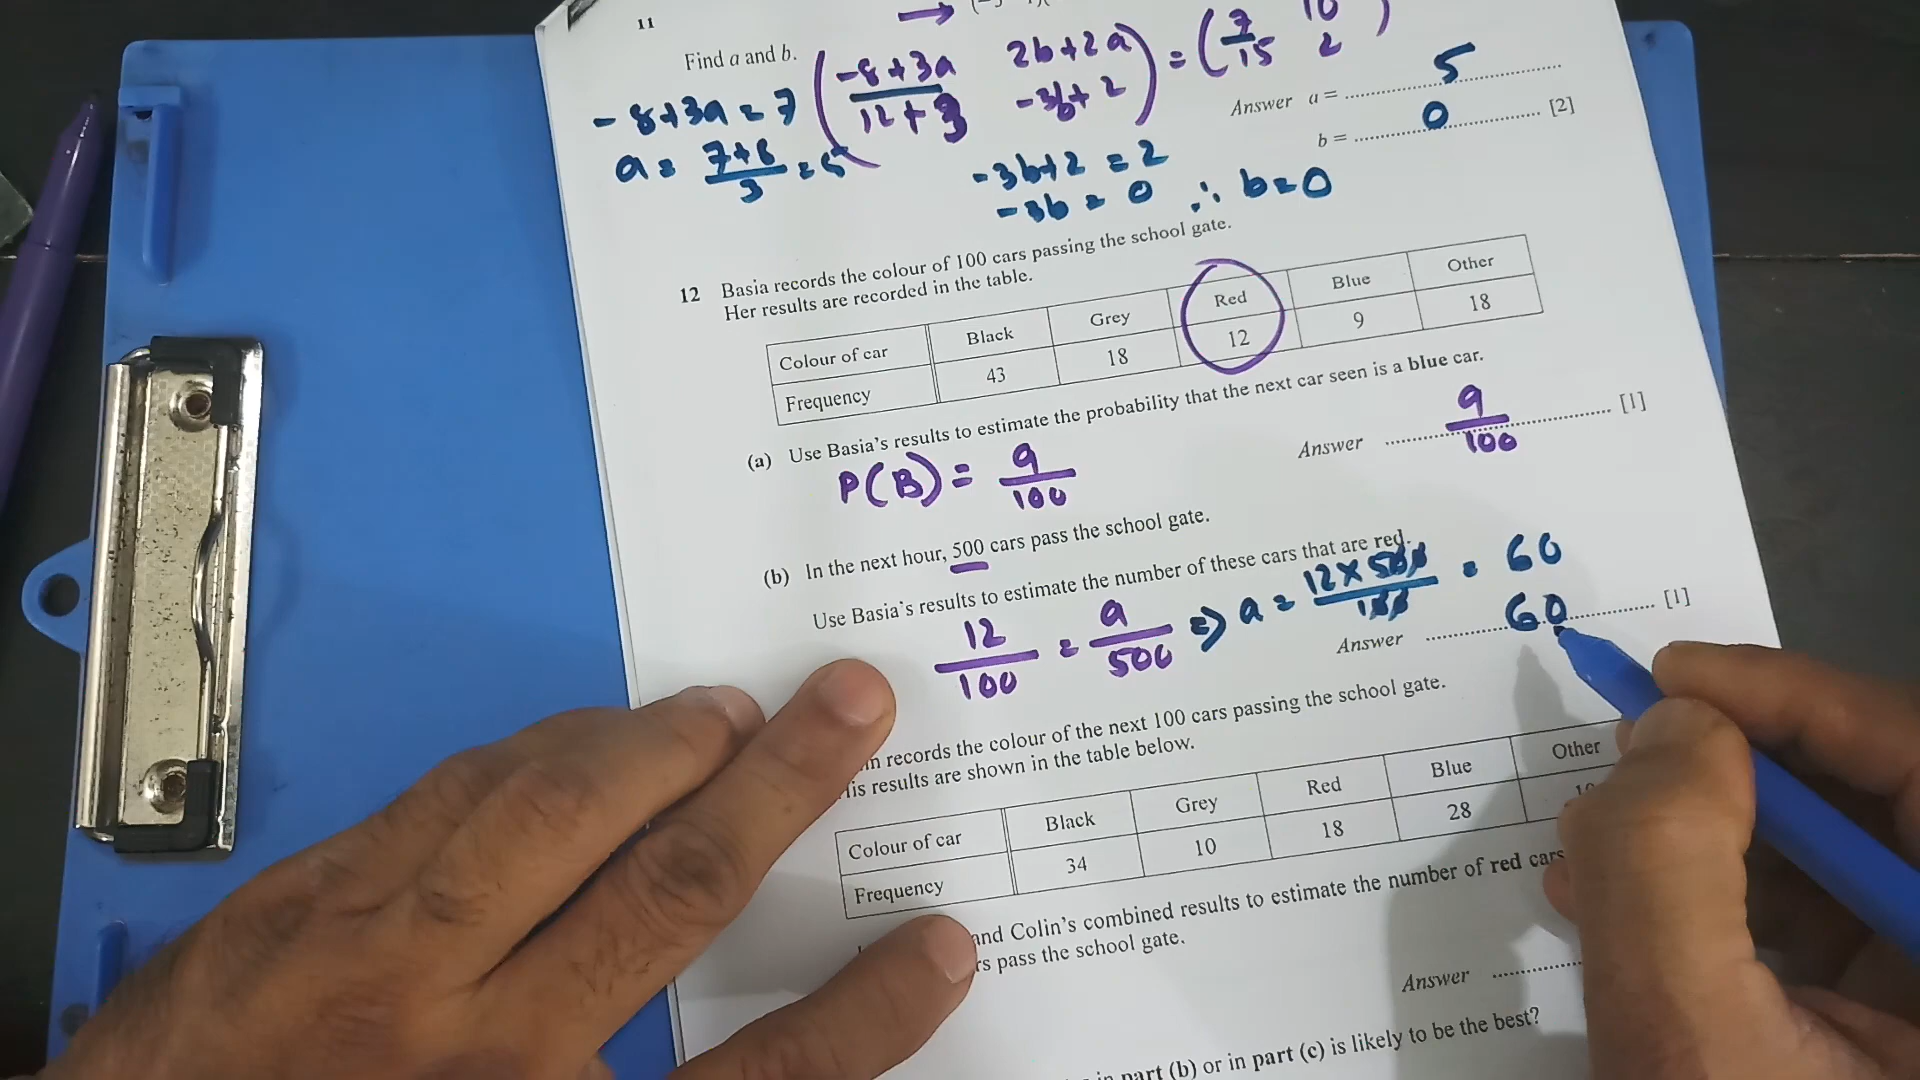 11
Find a and b.
(-8+3a 2b+2a
12+3 -3b+2) = (7 10
15 2)
-8+3a=7
a = 7+8/3 = 5
Answer a = 5
b = 0 [2]
-3b+2 = 2
-3b = 0 ∴ b=0
12 Basia records the colour of 100 cars passing the school gate.
Her results are recorded in the table.
Colour of car Black Grey Red Blue Other
Frequency 43 18 12 9 18
(a) Use Basia's results to estimate the probability that the next car seen is a blue car.
P(B) = 9/100
Answer 9/100 [1]
(b) In the next hour, 500 cars pass the school gate.
Use Basia's results to estimate the number of these cars that are red.
12/100 = a/500 => a = 12×500/100 = 60
Answer 60 [1]
records the colour of the next 100 cars passing the school gate.
results are shown in the table below.
Colour of car Black Grey Red Blue Other
Frequency 34 10 18 28
and Colin's combined results to estimate the number of red cars
pass the school gate.
Answer
in part (b) or in part (c) is likely to be the best?